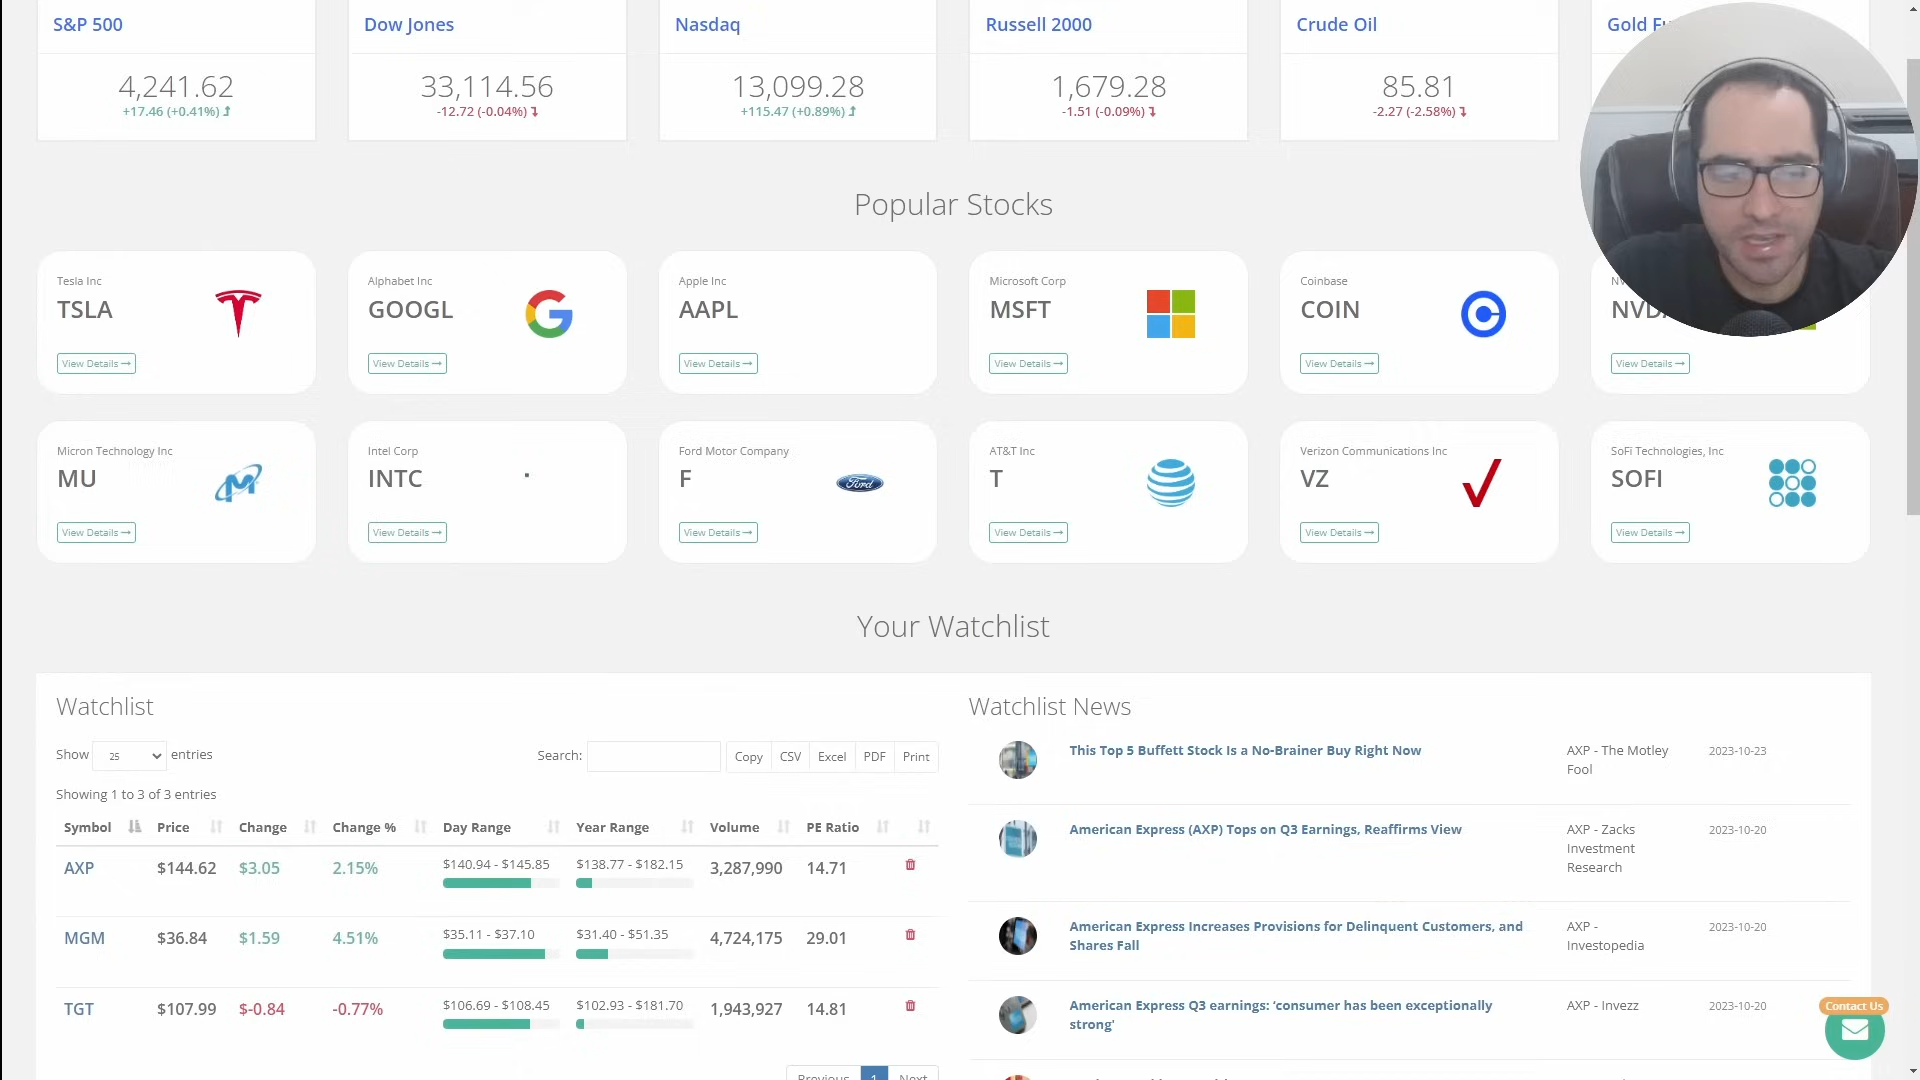 S&P 500
Dow Jones
Nasdaq
Russell 2000
Crude Oil
Gold
4,241.62
33,114.56
13,099.28
1,679.28
85.81
+17.46 (+0.41%)
-12.72 (-0.04%)
+115.47 (+0.89%)
-1.51 (-0.09%)
-2.27 (-2.58%)
Popular Stocks
Tesla Inc
TSLA
View Details
Alphabet Inc
GOOGL
View Details
Apple Inc
AAPL
View Details
Microsoft Corp
MSFT
View Details
Coinbase
COIN
View Details
View Details
Micron Technology Inc
MU
View Details
Intel Corp
INTC
View Details
Ford Motor Company
F
Ford
View Details
AT&T Inc
T
View Details
Verizon Communications Inc
VZ
View Details
SoFi Technologies, Inc
SOFI
View Details
Your Watchlist
Watchlist
Show 25 entries
Search:
Copy CSV Excel PDF Print
Showing 1 to 3 of 3 entries
Symbol Price Change Change % Day Range Year Range Volume PE Ratio
AXP $144.62 $3.05 2.15% $140.94 - $145.85 $138.77 - $182.15 3,287,990 14.71
MGM $36.84 $1.59 4.51% $35.11 - $37.10 $31.40 - $51.35 4,724,175 29.01
TGT $107.99 $-0.84 -0.77% $106.69 - $108.45 $102.93 - $181.70 1,943,927 14.81
Previous 1 Next
Watchlist News
This Top 5 Buffett Stock Is a No-Brainer Buy Right Now
AXP - The Motley
Fool
2023-10-23
American Express (AXP) Tops on Q3 Earnings, Reaffirms View
AXP - Zacks
Investment
Research
2023-10-20
American Express Increases Provisions for Delinquent Customers, and
Shares Fall
AXP -
Investopedia
2023-10-20
American Express Q3 earnings: ‘consumer has been exceptionally
strong’
AXP - Invezz
2023-10-20
Contact Us